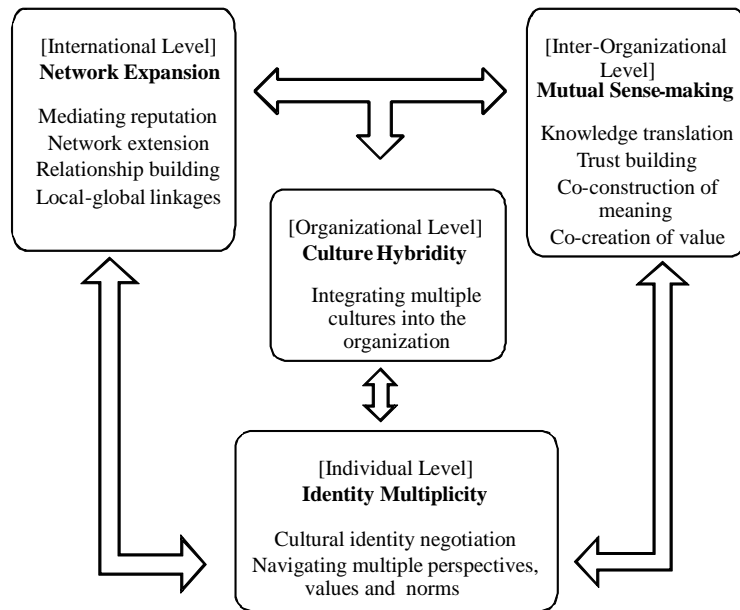 [International Level]
Network Expansion
Mediating reputation
Network extension
Relationship building
Local-global linkages
[Inter-Organizational
Level]
Mutual Sense-making
Knowledge translation
Trust building
Co-construction of
meaning
Co-creation of value
[Organizational Level]
Culture Hybridity
Integrating multiple
cultures into the
organization
[Individual Level]
Identity Multiplicity
Cultural identity negotiation
Navigating multiple perspectives,
values and norms